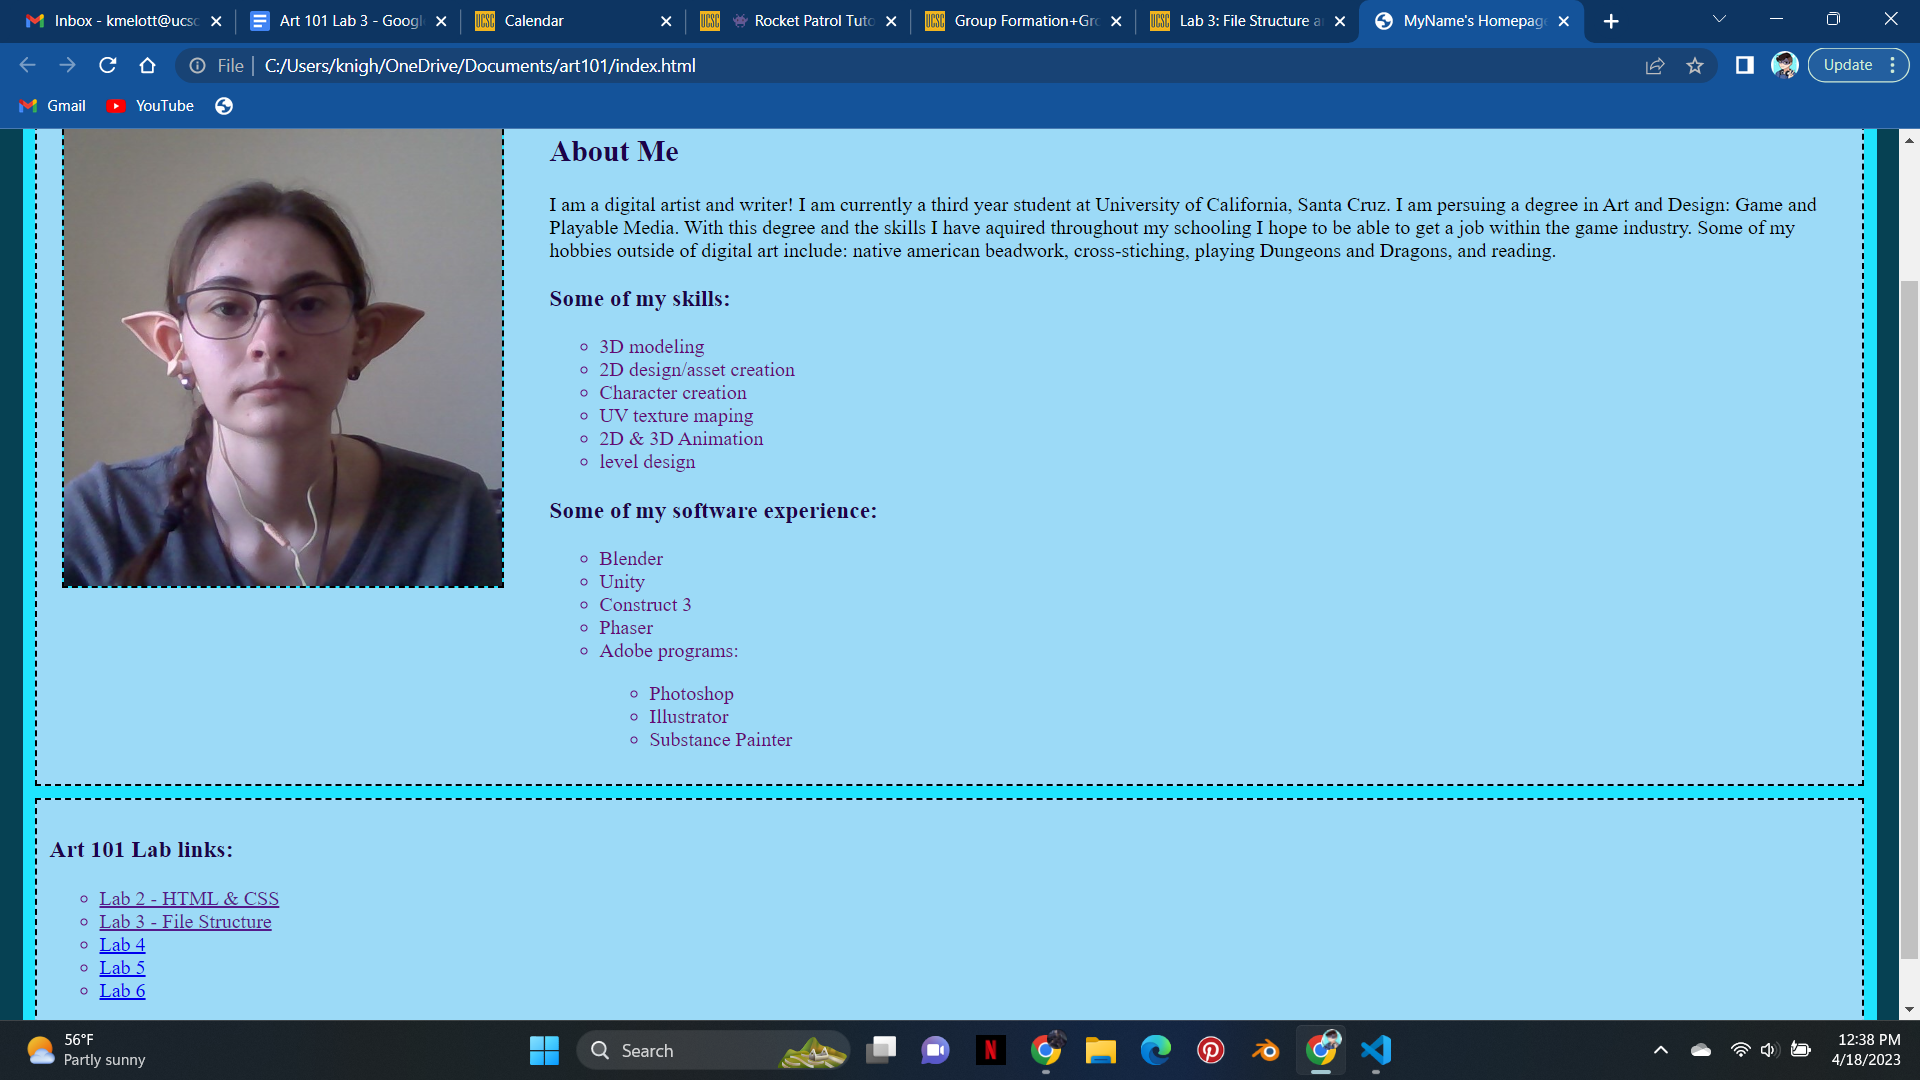 Inbox - kmelott@ucsc
Art 101 Lab 3 - Google
Calendar
UCSC Rocket Patrol Tuto
UCSC Group Formation+Gro
UCSC Lab 3: File Structure a
MyName's Homepage
File
C:/Users/knigh/OneDrive/Documents/art101/index.html
Update
Gmail
YouTube
About Me
I am a digital artist and writer! I am currently a third year student at University of California, Santa Cruz. I am persuing a degree in Art and Design: Game and
Playable Media. With this degree and the skills I have aquired throughout my schooling I hope to be able to get a job within the game industry. Some of my
hobbies outside of digital art include: native american beadwork, cross-stiching, playing Dungeons and Dragons, and reading.
Some of my skills:
3D modeling
2D design/asset creation
Character creation
UV texture maping
2D & 3D Animation
level design
Some of my software experience:
Blender
Unity
Construct 3
Phaser
Adobe programs:
Photoshop
Illustrator
Substance Painter
Art 101 Lab links:
Lab 2 - HTML & CSS
Lab 3 - File Structure
Lab 4
Lab 5
Lab 6
56°F
Partly sunny
Search
12:38 PM
4/18/2023